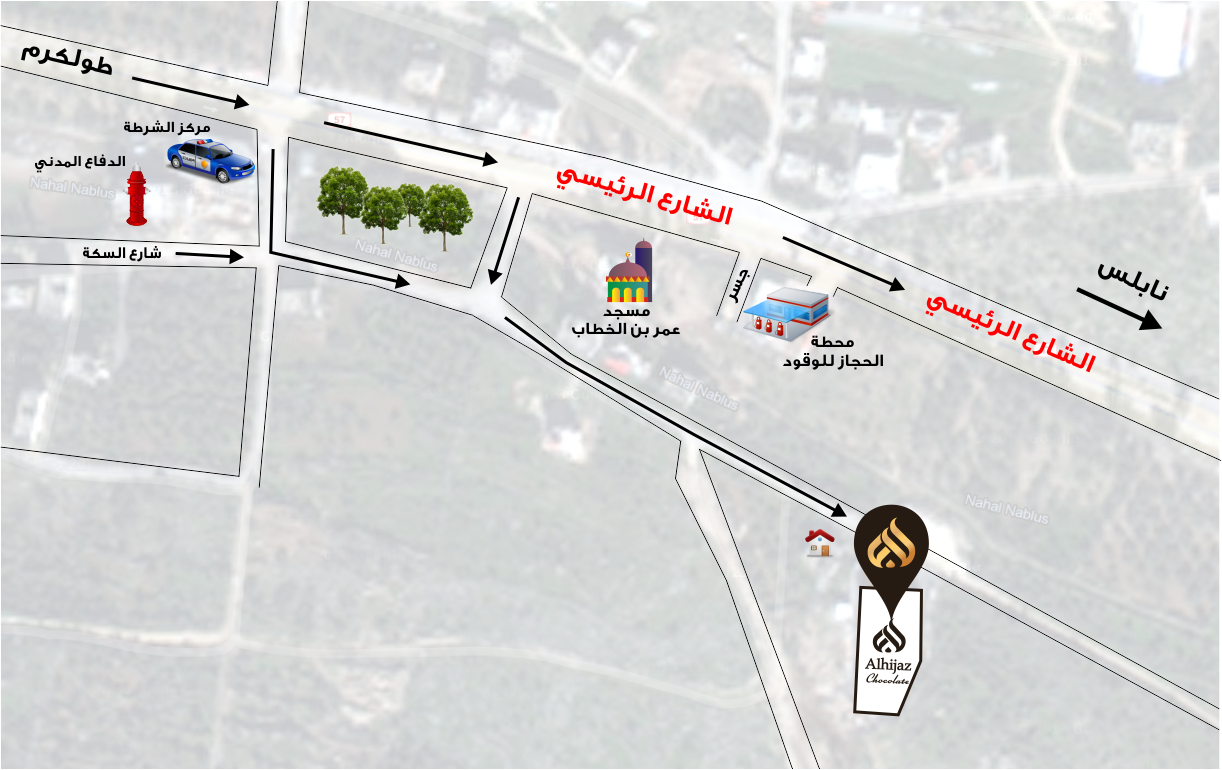 طولكرم
57
مركز الشرطة
الدفاع المدني
Nahal Nablus
شارع السكة
Nahal Nablus
الشارع الرئيسي
مسجد
عمر بن الخطاب
جسر
محطة
الحجاز للوقود
نابلس
الشارع الرئيسي
Nahal Nablus
Nahal Nablus
Alhijaz
Chocolate